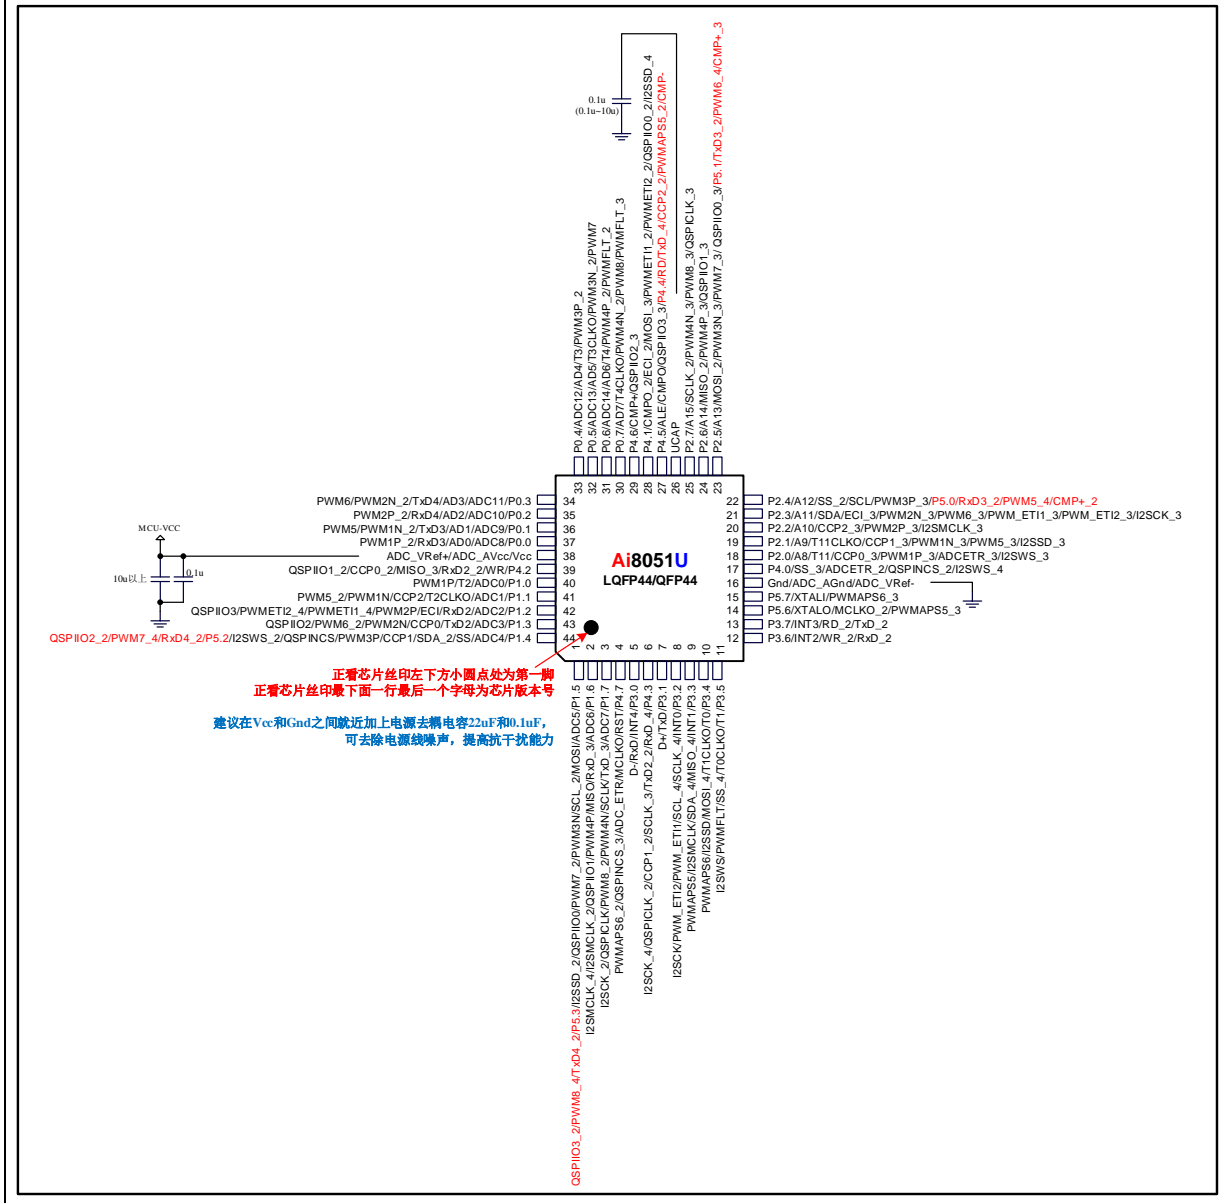 0.1u
(0.1u~10u)
P0.4/ADC12/AD4/T3/PWM3P_2
P0.5/ADC13/AD5/T3CLKO/PWM3N_2/PWM7
P0.6/ADC14/AD6/T4/PWM4P_2/PWMFLT_2
P0.7/AD7/T4CLKO/PWM4N_2/PWM8/PWMFLT_3
P4.6/CMP+/QSPIIO2_3
P4.1/CMPO_2/ECI_2/MOSI_3/PWMETI1_2/PWMETI2_2/QSPIIO0_2/I2SSD_4
P4.5/ALE/CMPO/QSPIIO3_3/P4.4/RD/TxD_4/CCP2_2/PWMAPS5_2/CMP-
UCAP
P2.7/A15/SCLK_2/PWM4N_3/PWM8_3/QSPICLK_3
P2.6/A14/MISO_2/PWM4P_3/QSPIIO1_3
P2.5/A13/MOSI_2/PWM3N_3/PWM7_3/ QSPIIO0_3/P5.1/TxD3_2/PWM6_4/CMP+_3
33 32 31 30 29 28 27 26 25 24 23
PWM6/PWM2N_2/TxD4/AD3/ADC11/P0.3 34
PWM2P_2/RxD4/AD2/ADC10/P0.2 35
PWM5/PWM1N_2/TxD3/AD1/ADC9/P0.1 36
PWM1P_2/RxD3/AD0/ADC8/P0.0 37
ADC_VRef+/ADC_AVcc/Vcc 38
QSPIIO1_2/CCP0_2/MISO_3/RxD2_2/WR/P4.2 39
PWM1P/T2/ADC0/P1.0 40
PWM5_2/PWM1N/CCP2/T2CLKO/ADC1/P1.1 41
QSPIIO3/PWMETI2_4/PWMETI1_4/PWM2P/ECI/RxD2/ADC2/P1.2 42
QSPIIO2/PWM6_2/PWM2N/CCP0/TxD2/ADC3/P1.3 43
QSPIIO2_2/PWM7_4/RxD4_2/P5.2/I2SWS_2/QSPINCS/PWM3P/CCP1/SDA_2/SS/ADC4/P1.4 44
MCU-VCC
10u以上
0.1u
Ai8051U
LQFP44/QFP44
22 P2.4/A12/SS_2/SCL/PWM3P_3/P5.0/RxD3_2/PWM5_4/CMP+_2
21 P2.3/A11/SDA/ECI_3/PWM2N_3/PWM6_3/PWM_ETI1_3/PWM_ETI2_3/I2SCK_3
20 P2.2/A10/CCP2_3/PWM2P_3/I2SMCLK_3
19 P2.1/A9/T11CLKO/CCP1_3/PWM1N_3/PWM5_3/I2SSD_3
18 P2.0/A8/T11/CCP0_3/PWM1P_3/ADCETR_3/I2SWS_3
17 P4.0/SS_3/ADCETR_2/QSPINCS_2/I2SWS_4
16 Gnd/ADC_AGnd/ADC_VRef-
15 P5.7/XTALI/PWMAPS6_3
14 P5.6/XTALO/MCLKO_2/PWMAPS5_3
13 P3.7/INT3/RD_2/TxD_2
12 P3.6/INT2/WR_2/RxD_2
1 2 3 4 5 6 7 8 9 10 11
正看芯片丝印左下方小圆点处为第一脚
正看芯片丝印最下面一行最后一个字母为芯片版本号
建议在Vcc和Gnd之间就近加上电源去耦电容22uF和0.1uF，
可去除电源线噪声，提高抗干扰能力
QSPIIO3_2/PWM8_4/TxD4_2/P5.3/I2SSD_2/QSPIIO0/PWM7_2/PWM3N/SCL_2/MOSI/ADC5/P1.5
I2SMCLK_4/I2SMCLK_2/QSPIIO1/PWM4P/MISO/RxD_3/ADC6/P1.6
I2SCK_2/QSPICLK/PWM8_2/PWM4N/SCLK/TxD_3/ADC7/P1.7
PWMAPS6_2/QSPINCS_3/ADC_ETR/MCLKO/RST/P4.7
D-/RxD/INT4/P3.0
I2SCK_4/QSPICLK_2/CCP1_2/SCLK_3/TxD2_2/RxD_4/P4.3
D+/TxD/P3.1
I2SCK/PWM_ETI2/PWM_ETI1/SCL_4/SCLK_4/INT0/P3.2
PWMAPS5/I2SMCLK/SDA_4/MISO_4/INT1/P3.3
PWMAPS6/I2SSD/MOSI_4/T1CLKO/T0/P3.4
I2SWS/PWMFLT/SS_4/T0CLKO/T1/P3.5